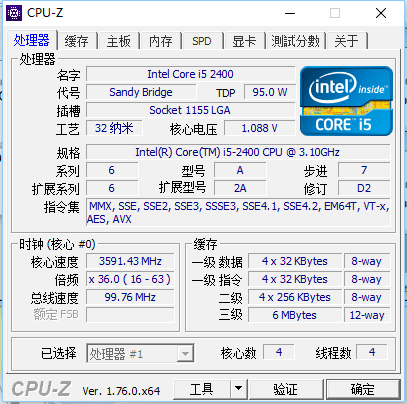 CPU-Z
处理器 缓存 主板 内存 SPD 显卡 測試分數 关于
处理器
名字 Intel Core i5 2400
代号 Sandy Bridge TDP 95.0 W
插槽 Socket 1155 LGA
工艺 32 纳米 核心电压 1.088 V
intel inside™
CORE™ i5
规格 Intel(R) Core(TM) i5-2400 CPU @ 3.10GHz
系列 6 型号 A 步进 7
扩展系列 6 扩展型号 2A 修订 D2
指令集 MMX, SSE, SSE2, SSE3, SSSE3, SSE4.1, SSE4.2, EM64T, VT-x,
AES, AVX
时钟 (核心 #0)
核心速度 3591.43 MHz
倍频 x 36.0 ( 16 - 63 )
总线速度 99.76 MHz
额定 FSB
缓存
一级 数据 4 x 32 KBytes 8-way
一级 指令 4 x 32 KBytes 8-way
二级 4 x 256 KBytes 8-way
三级 6 MBytes 12-way
已选择 处理器 #1 核心数 4 线程数 4
CPU-Z Ver. 1.76.0.x64 工具 验证 确定